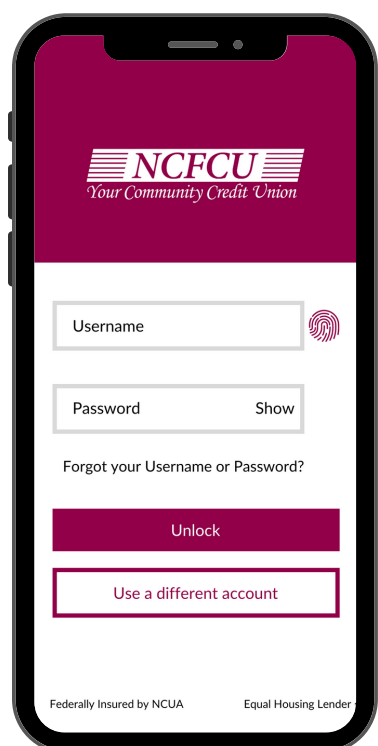 NCFCU
Your Community Credit Union
Username
Password Show
Forgot your Username or Password?
Unlock
Use a different account
Federally Insured by NCUA Equal Housing Lender